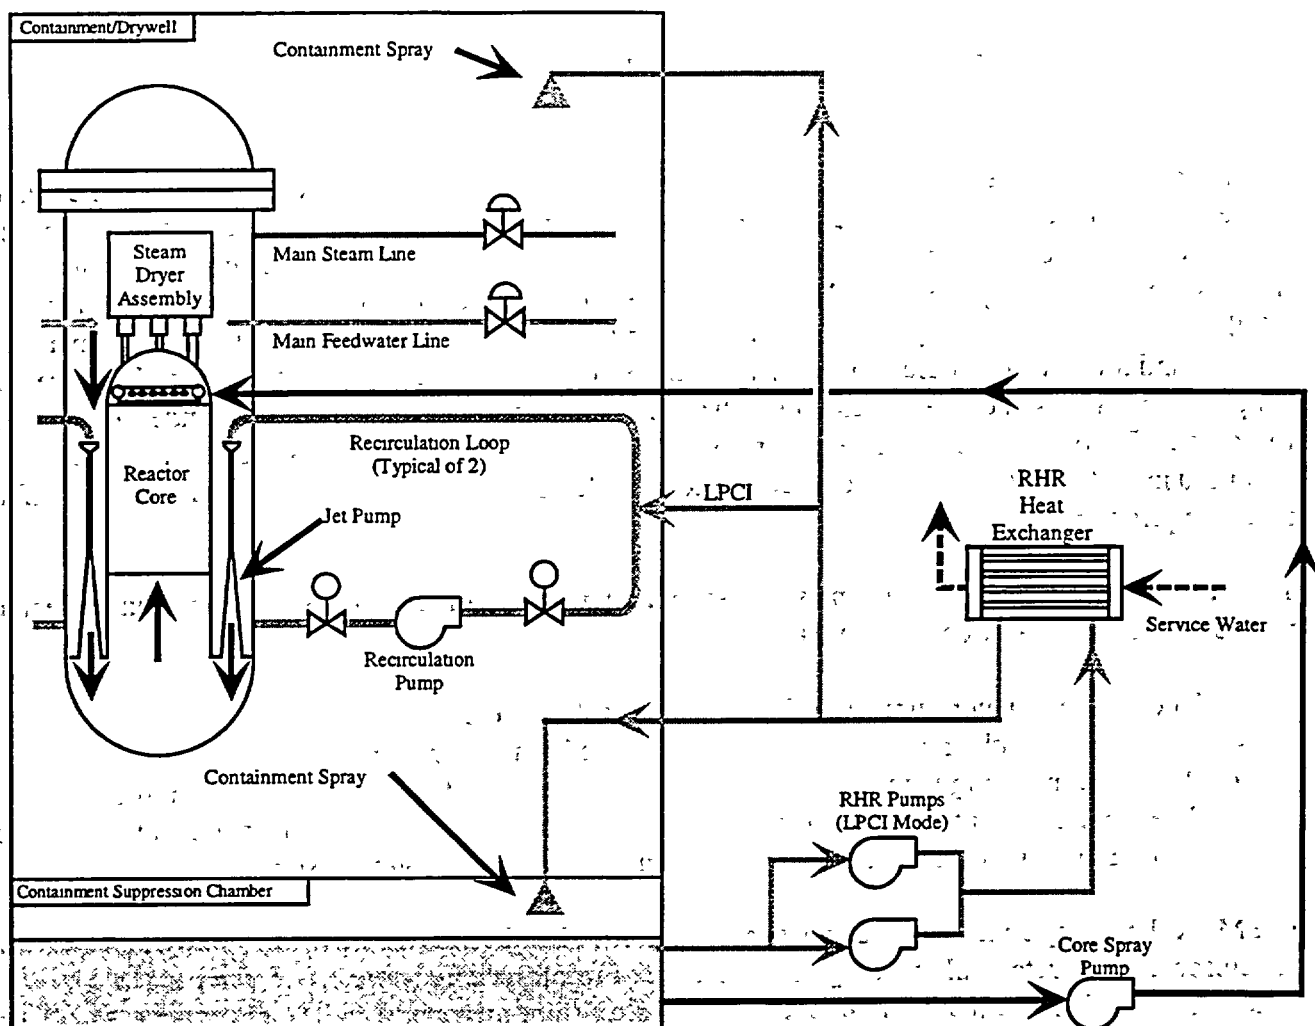 Containment/Drywell
Containment Spray
Steam
Dryer
Assembly
Main Steam Line
Main Feedwater Line
Recirculation Loop
(Typical of 2)
Reactor
Core
LPCI
RHR
Heat
Exchanger
Jet Pump
Service Water
Recirculation
Pump
Containment Spray
RHR Pumps
(LPCI Mode)
Containment Suppression Chamber
Core Spray
Pump